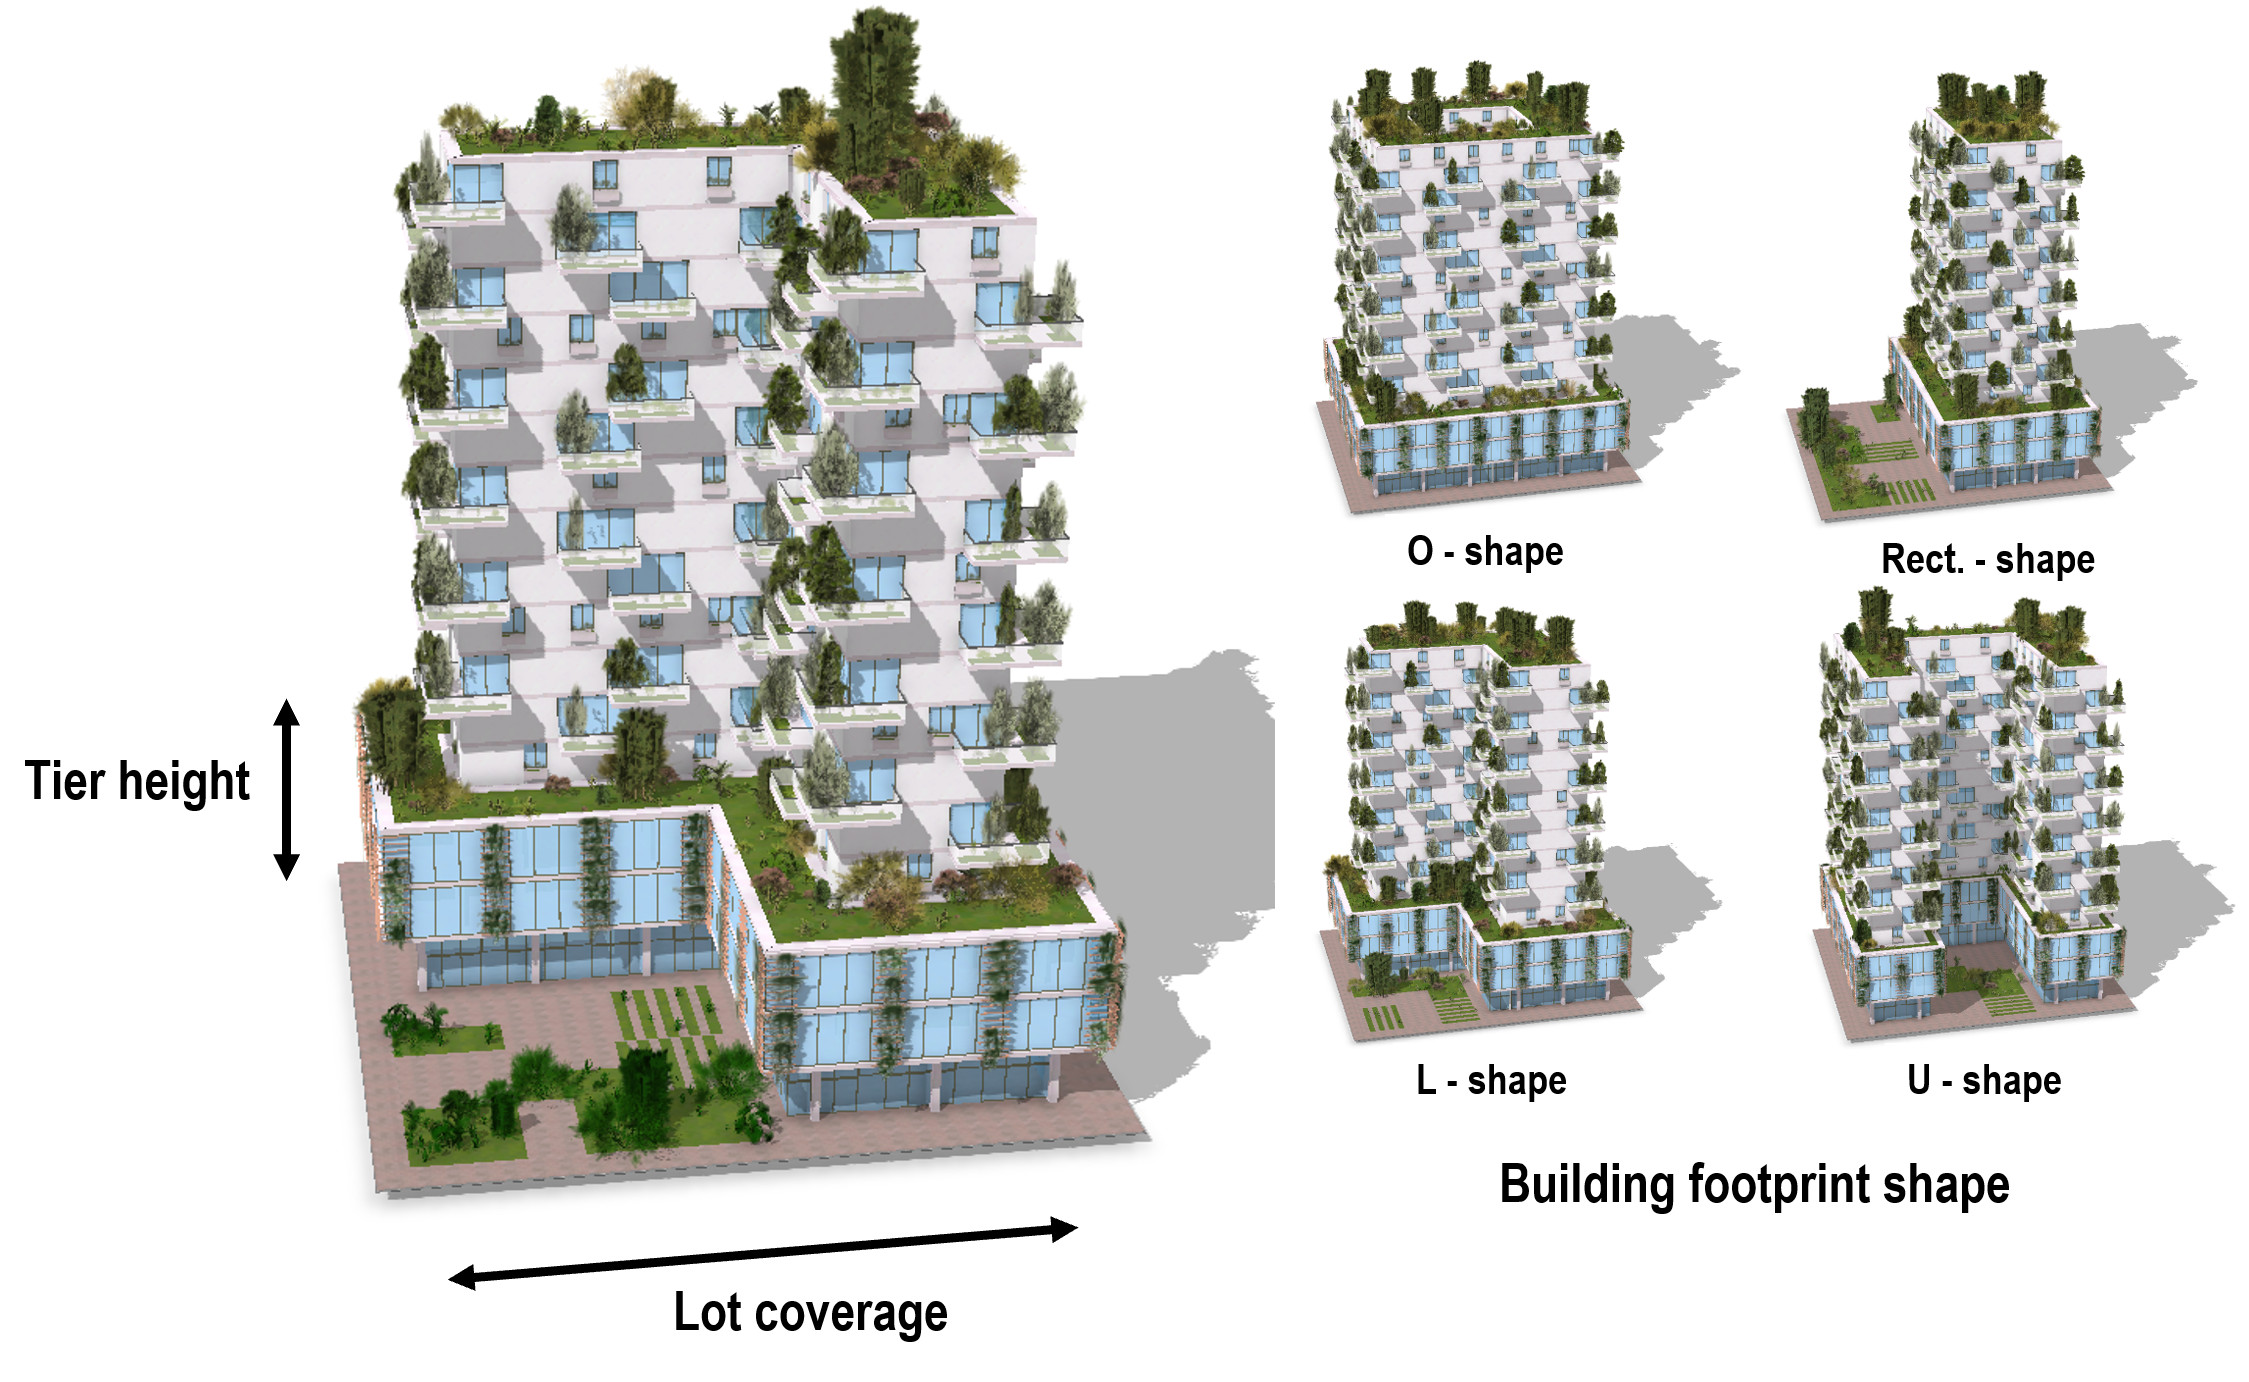 Tier height
Lot coverage
O - shape
Rect. - shape
L - shape
U - shape
Building footprint shape